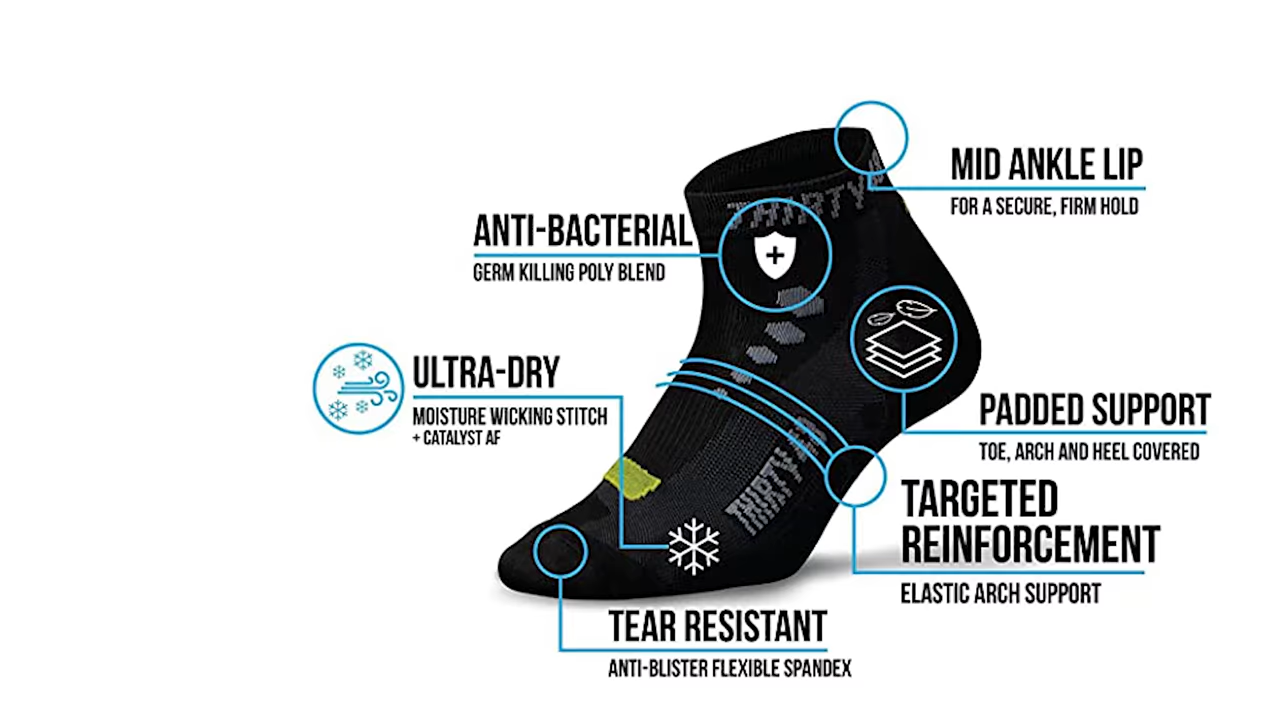 MID ANKLE LIP
FOR A SECURE, FIRM HOLD
THIRTY
ANTI-BACTERIAL
GERM KILLING POLY BLEND
ULTRA-DRY
MOISTURE WICKING STITCH
+ CATALYST AF
PADDED SUPPORT
TOE, ARCH AND HEEL COVERED
THIRTY
TARGETED
REINFORCEMENT
ELASTIC ARCH SUPPORT
TEAR RESISTANT
ANTI-BLISTER FLEXIBLE SPANDEX